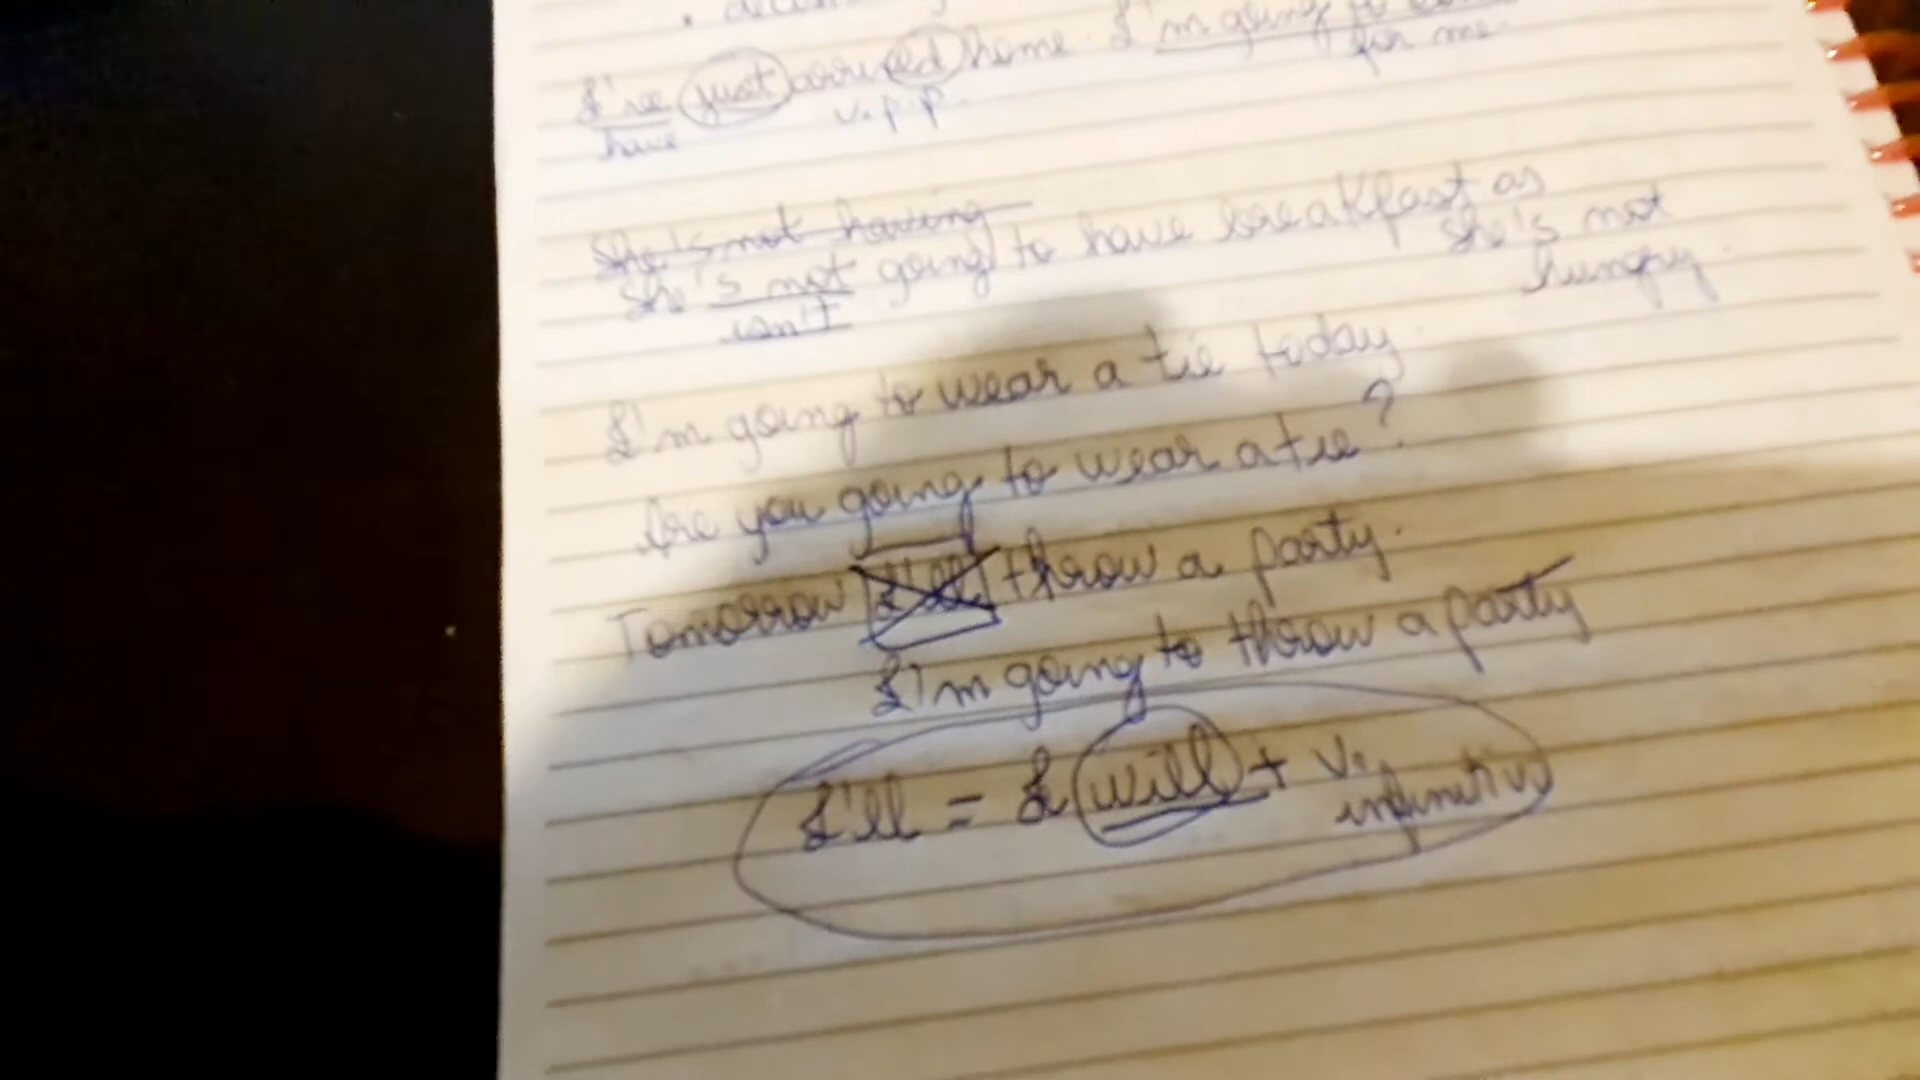 I've just arrived home. I'm going to
for me.
have
v.p.p.
She's not having
She's not going to have breakfast as
she's not
isn't
hungry.
I'm going to wear a tie today.
Are you going to wear a tie?
Tomorrow I'll throw a party.
I'm going to throw a party
I'll = I will + v.
infinitive